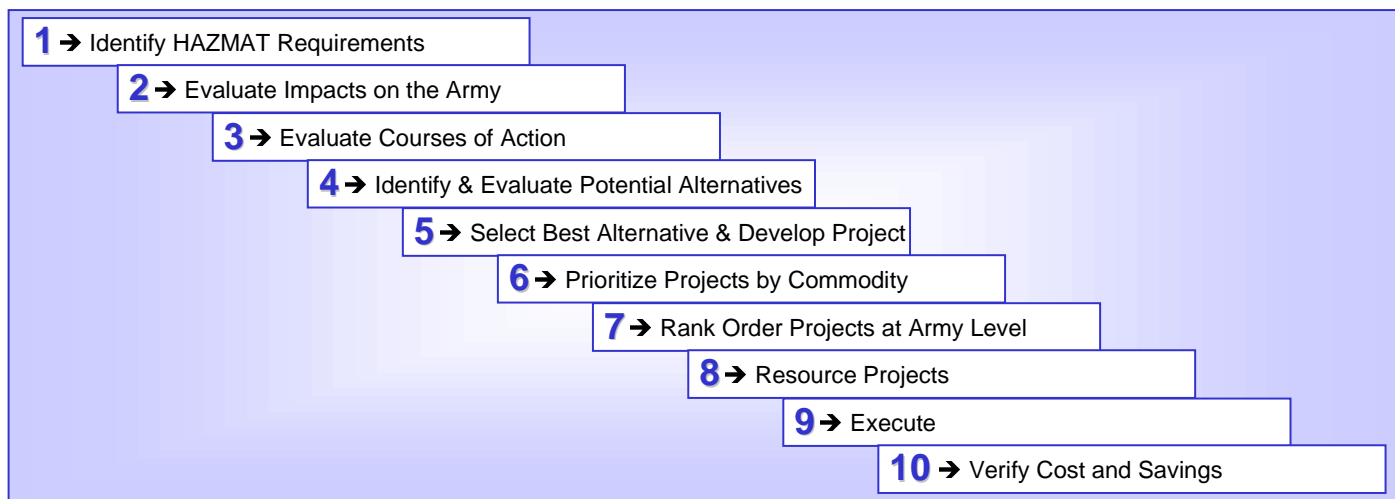 1 → Identify HAZMAT Requirements
2 → Evaluate Impacts on the Army
3 → Evaluate Courses of Action
4 → Identify & Evaluate Potential Alternatives
5 → Select Best Alternative & Develop Project
6 → Prioritize Projects by Commodity
7 → Rank Order Projects at Army Level
8 → Resource Projects
9 → Execute
10 → Verify Cost and Savings